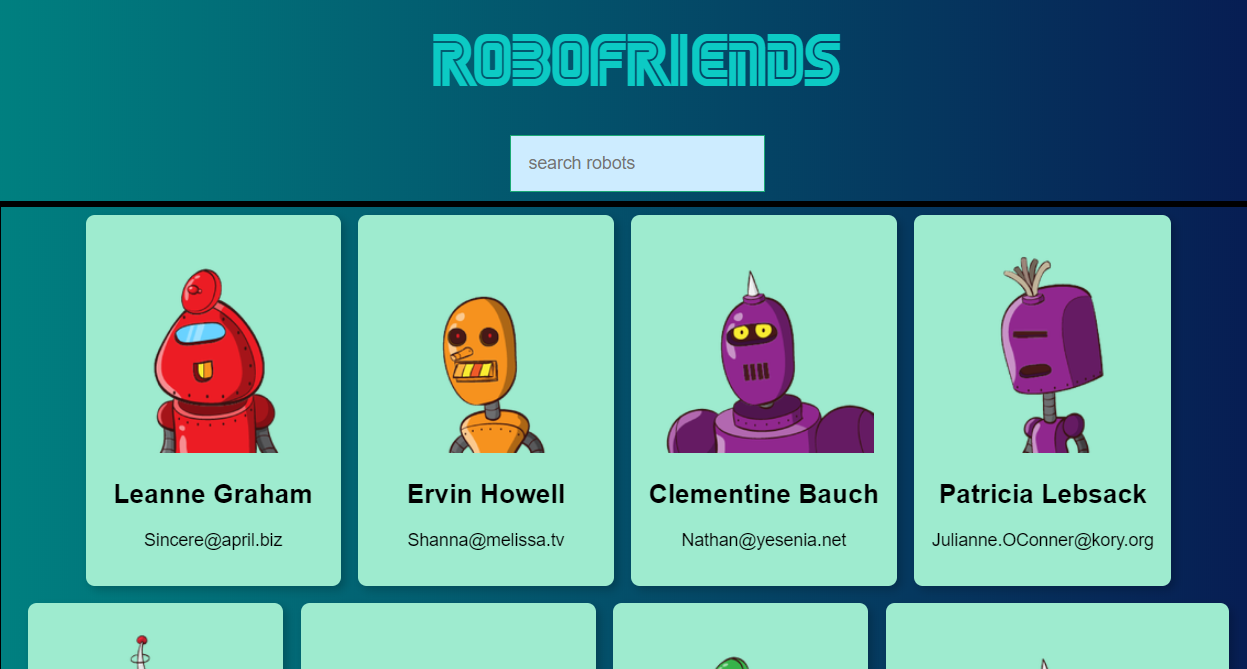 ROBOFRIENDS
search robots
Leanne Graham
Sincere@april.biz
Ervin Howell
Shanna@melissa.tv
Clementine Bauch
Nathan@yesenia.net
Patricia Lebsack
Julianne.OConner@kory.org